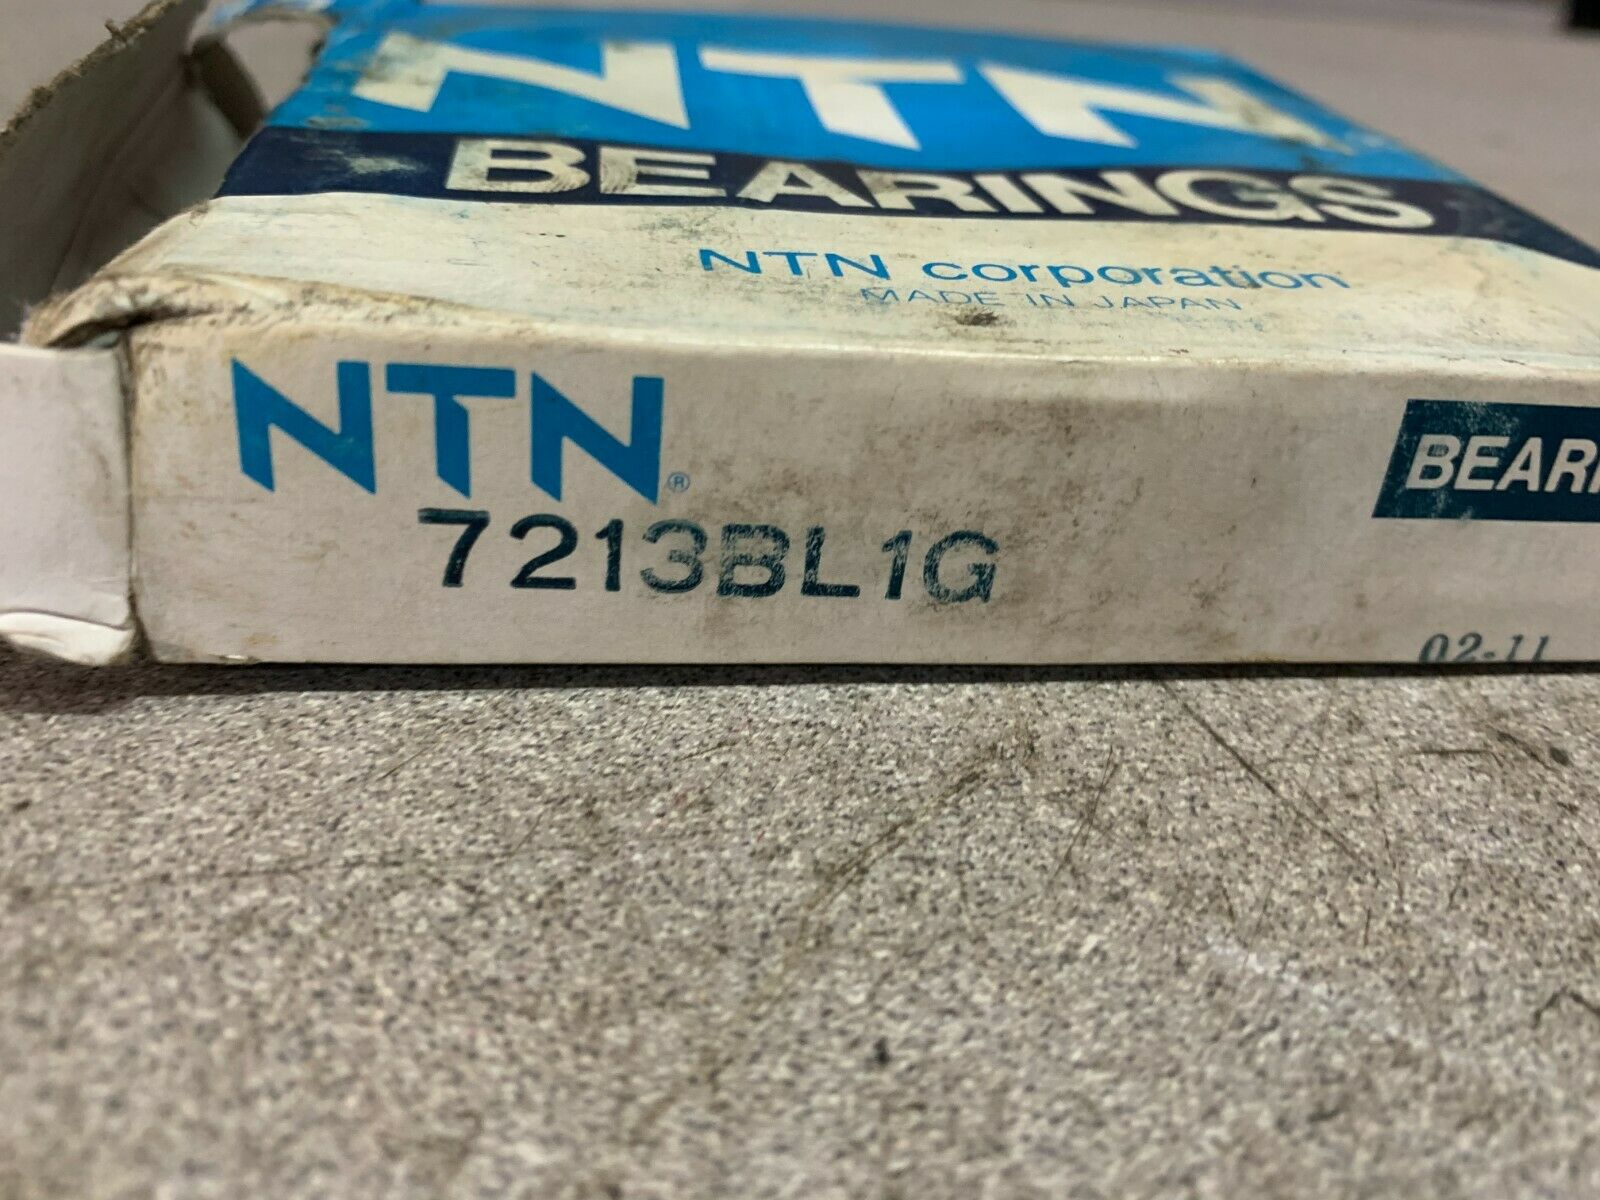 NTN
BEARINGS
NTN corporation
MADE IN JAPAN
NTN®
BEARI
7213BL1G
02-11